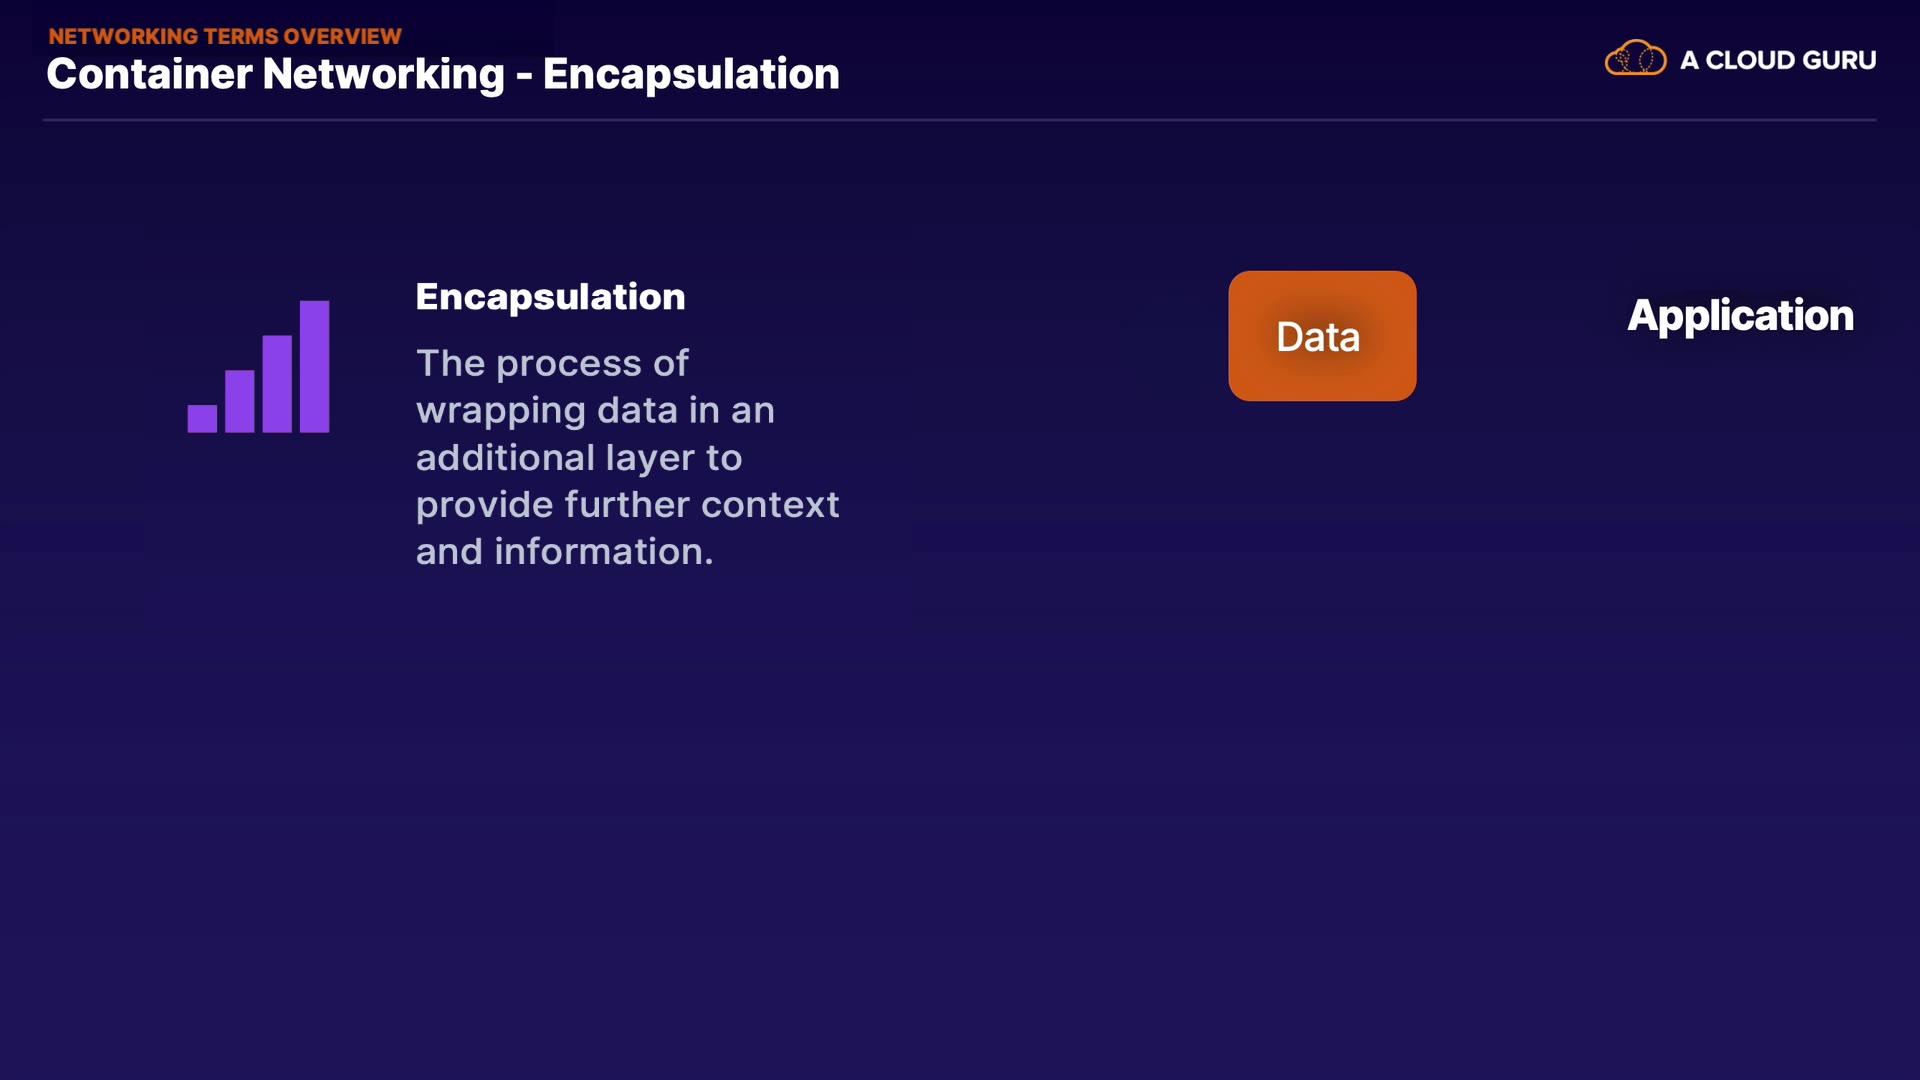 NETWORKING TERMS OVERVIEW
Container Networking - Encapsulation
A CLOUD GURU
Encapsulation
The process of
wrapping data in an
additional layer to
provide further context
and information.
Data
Application